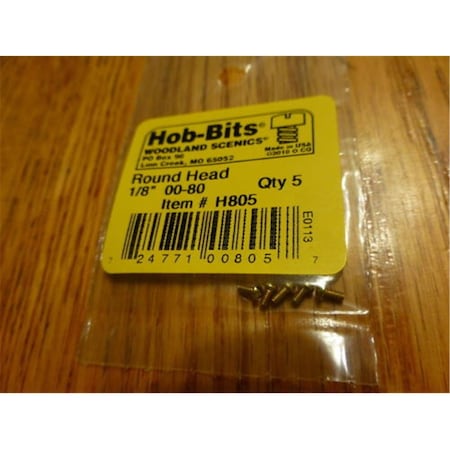 Hob-Bits®
WOODLAND SCENICS®
PO Box 98
Linn Creek, MO 65052
Made in USA
©2010 O CO
Round Head
1/8" 00-80 Qty 5
Item # H805
E0113
7 24771 00805 7